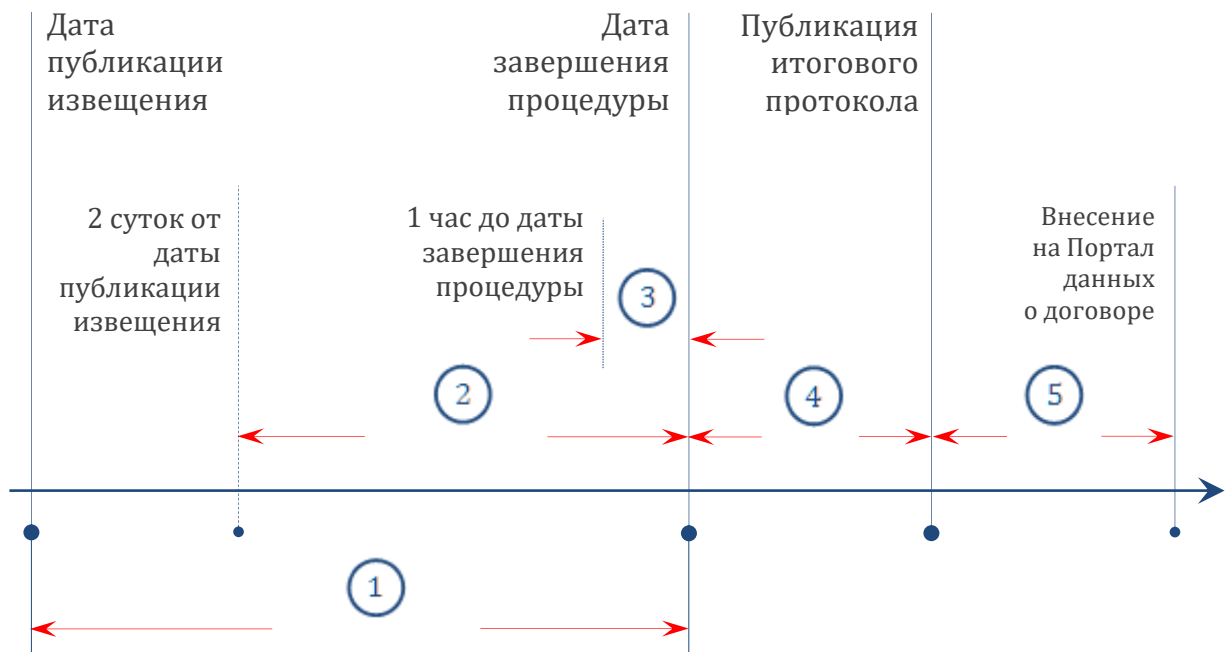 Дата
публикации
извещения
Дата
завершения
процедуры
Публикация
итогового
протокола
2 суток от
даты
публикации
извещения
1 час до даты
завершения
процедуры
3
Внесение
на Портал
данных
о договоре
2
4
5
1